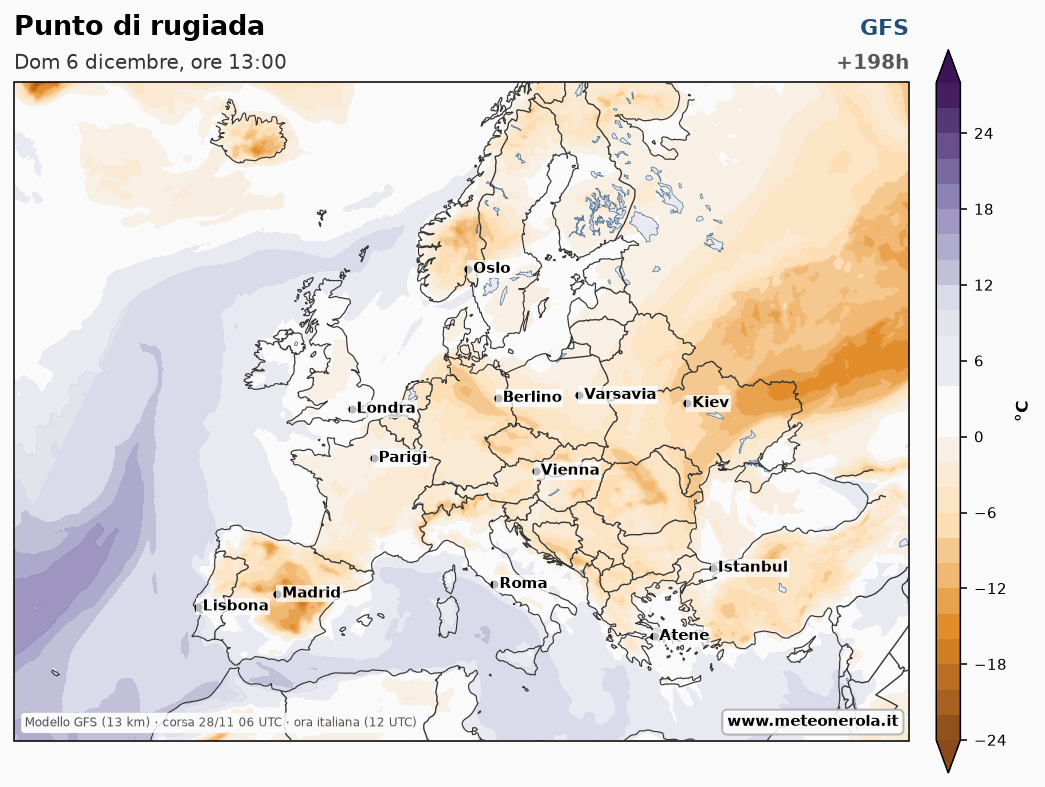 Punto di rugiada
GFS
Dom 6 dicembre, ore 13:00
+198h
24
18
12
6
0
−6
−12
−18
−24
°C
Oslo
Londra
Berlino
Varsavia
Kiev
Parigi
Vienna
Istanbul
Madrid
Roma
Lisbona
Atene
Modello GFS (13 km) · corsa 28/11 06 UTC · ora italiana (12 UTC)
www.meteonerola.it